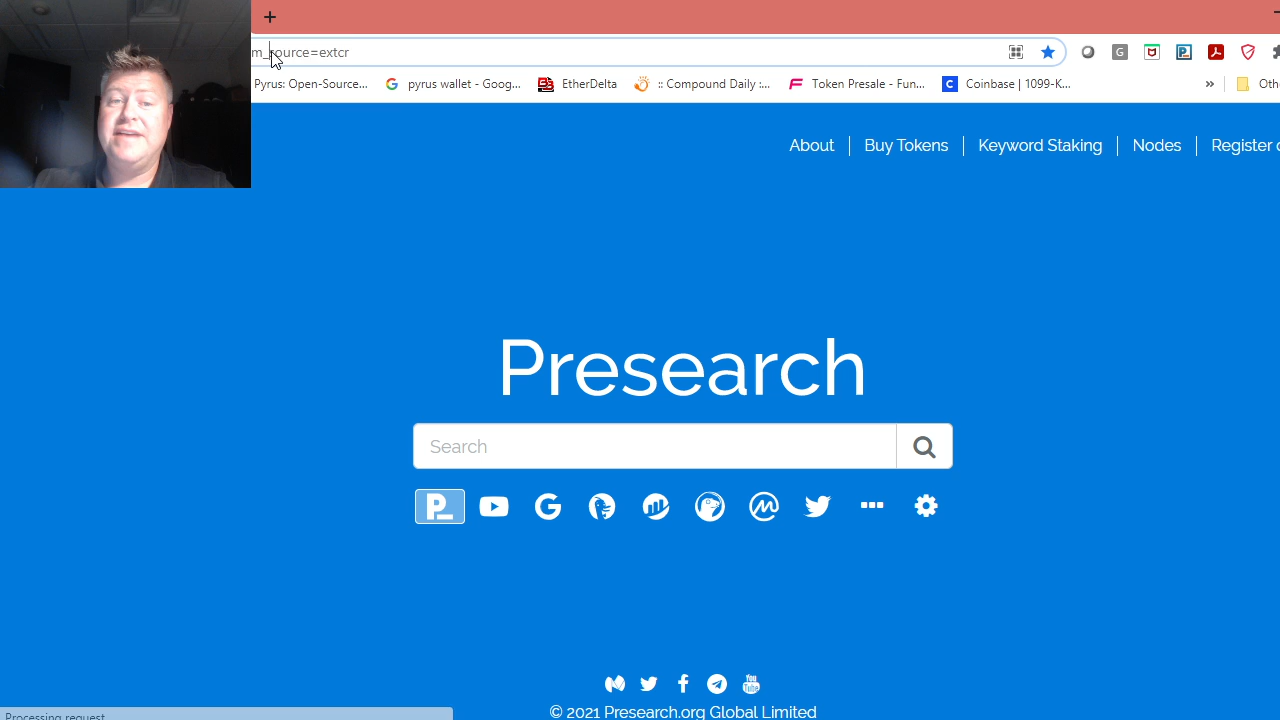 m_source=extcr
Pyrus: Open-Source... pyrus wallet - Goog... EtherDelta :: Compound Daily :... Token Presale - Fun... Coinbase | 1099-K... » Oth
About Buy Tokens Keyword Staking Nodes Register
Presearch
Search
© 2021 Presearch.org Global Limited
Processing request